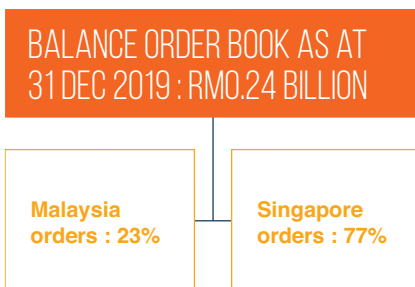 BALANCE ORDER BOOK AS AT
31 DEC 2019 : RM0.24 BILLION
Malaysia
orders : 23%
Singapore
orders : 77%